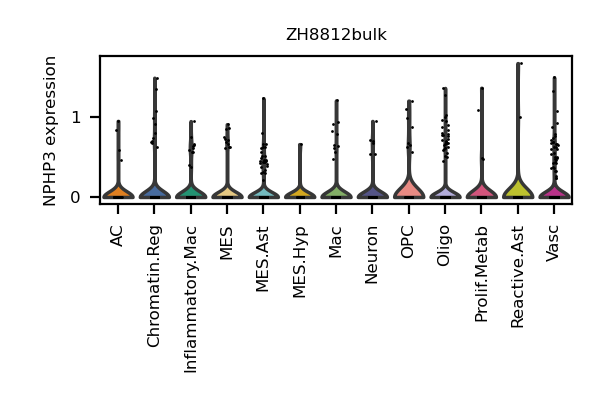 ZH8812bulk
NPHP3 expression
1
0
AC
Chromatin.Reg
Inflammatory.Mac
MES
MES.Ast
MES.Hyp
Mac
Neuron
OPC
Oligo
Prolif.Metab
Reactive.Ast
Vasc